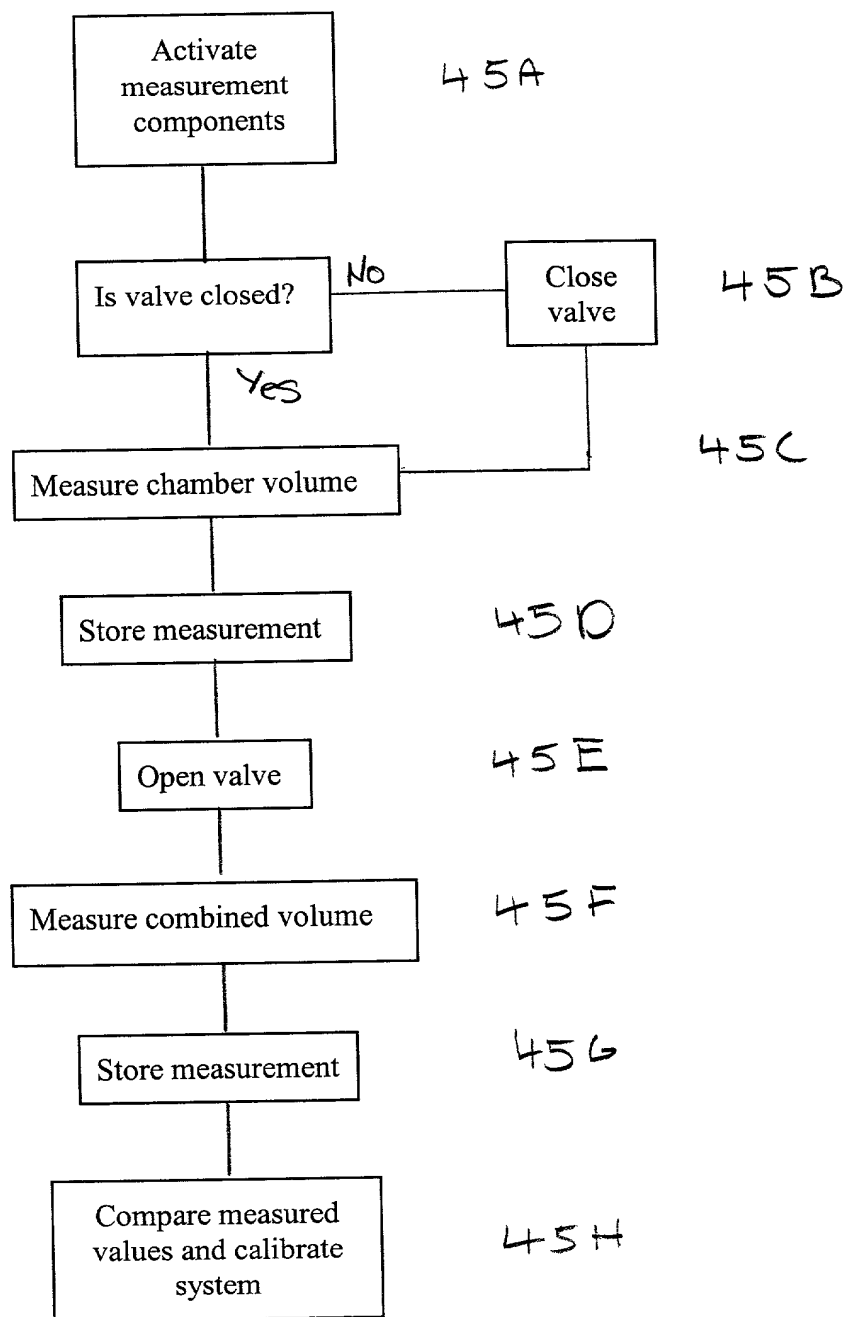 Activate
measurement
components
45A
Is valve closed?
No
Close
valve
45B
Yes
45C
Measure chamber volume
Store measurement
45D
Open valve
45E
Measure combined volume
45F
Store measurement
45G
Compare measured
values and calibrate
system
45H